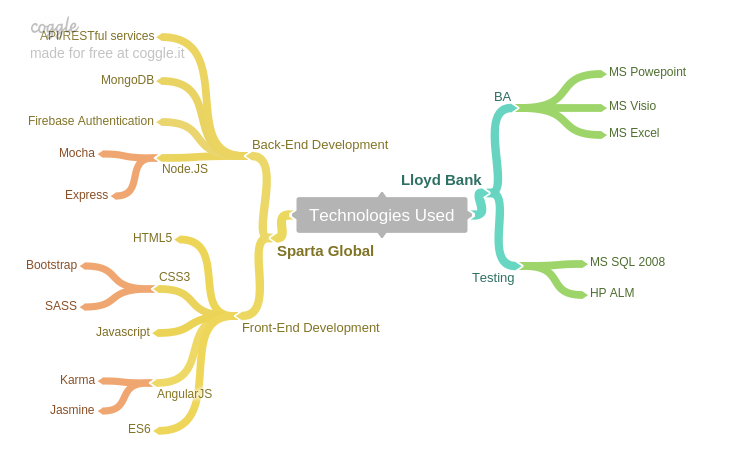 coggle
made for free at coggle.it
API/RESTful services
MongoDB
Firebase Authentication
Mocha
Express
Node.JS
Back-End Development
HTML5
Bootstrap
SASS
CSS3
Javascript
Karma
Jasmine
AngularJS
ES6
Front-End Development
Sparta Global
Technologies Used
Lloyd Bank
BA
MS Powepoint
MS Visio
MS Excel
Testing
MS SQL 2008
HP ALM